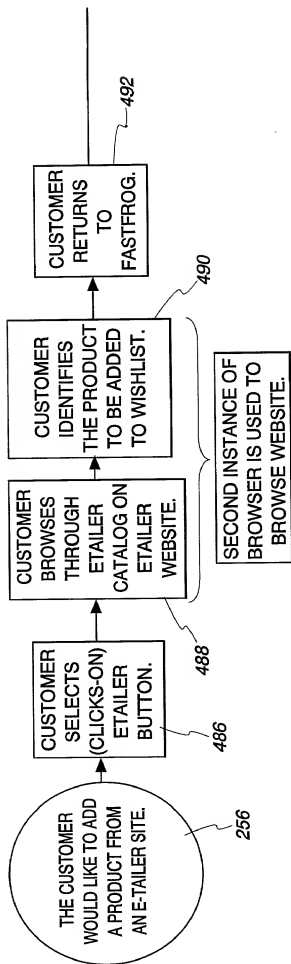 THE CUSTOMER
WOULD LIKE TO ADD
A PRODUCT FROM
AN E-TAILER SITE.
256
CUSTOMER
SELECTS
(CLICKS-ON)
ETAILER
BUTTON.
486
CUSTOMER
BROWSES
THROUGH
ETAILER
CATALOG ON
ETAILER
WEBSITE.
488
CUSTOMER
IDENTIFIES
THE PRODUCT
TO BE ADDED
TO WISHLIST.
490
CUSTOMER
RETURNS
TO
FASTFROG.
492
SECOND INSTANCE OF
BROWSER IS USED TO
BROWSE WEBSITE.